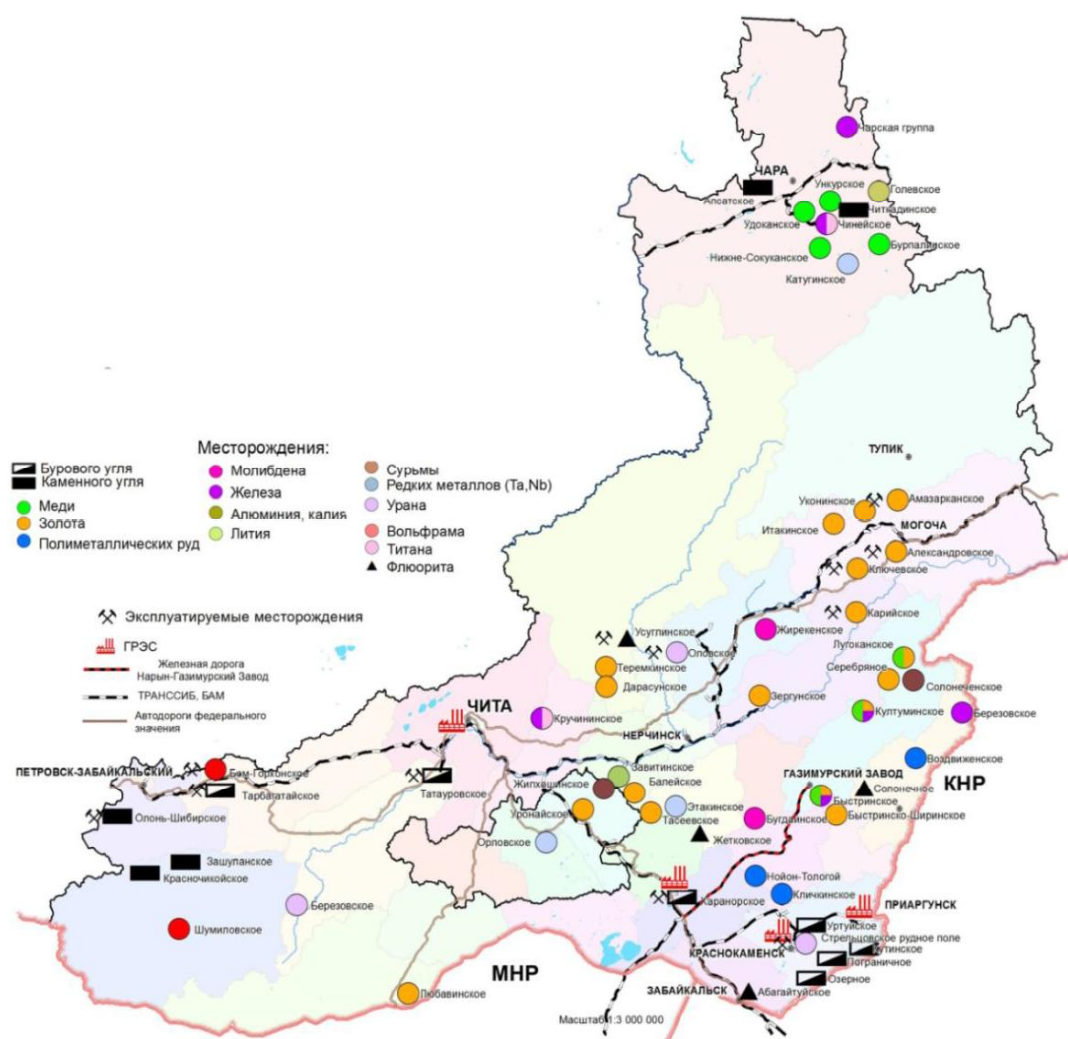 Чарская группа
ЧАРА
Ункурское
Голевское
Апсатское
Читкадинское
Удоканское
Чинейское
Бурпалинское
Нижне-Сокуканское
Катугинское
Месторождения:
Бурового угля
Каменного угля
Меди
Золота
Полиметаллических руд
Молибдена
Железа
Алюминия, калия
Лития
Сурьмы
Редких металлов (Ta,Nb)
Урана
Вольфрама
Титана
Флюорита
Эксплуатируемые месторождения
ГРЭС
Железная дорога
Нарын-Газимурский Завод
ТРАНССИБ, БАМ
Автодороги федерального
значения
ТУПИК
Уконинское
Амазарканское
Итакинское
МОГОЧА
Александровское
Ключевское
Карийское
Жирекенское
Усуглинское
Оловское
Лугоканское
Теремкинское
Серебряное
Солонеченское
Дарасунское
Зергунское
Култуминское
Березовское
ЧИТА
Кручининское
НЕРЧИНСК
Воздвиженское
КНР
ПЕТРОВСК-ЗАБАЙКАЛЬСКИЙ
Бом-Горхонское
Тарбагатайское
Татауровское
Завитинское
Жипхошинское
Балейское
ГАЗИМУРСКИЙ ЗАВОД
Солонечное
Быстринское
Быстринско-Ширинское
Олонь-Шибирское
Уронайское
Этакинское
Тасеевское
Бугдаинское
Орловское
Жетковское
Зашуланское
Красночикойское
Нойон-Тологой
Кличкинское
Харанорское
Березовское
ПРИАРГУНСК
Уртуйское
Шумиловское
Стрельцовское рудное поле
КРАСНОКАМЕНСК
Кутинское
Пограничное
МНР
Озерное
Любавинское
ЗАБАЙКАЛЬСК
Абагайтуйское
Масштаб 1:3 000 000